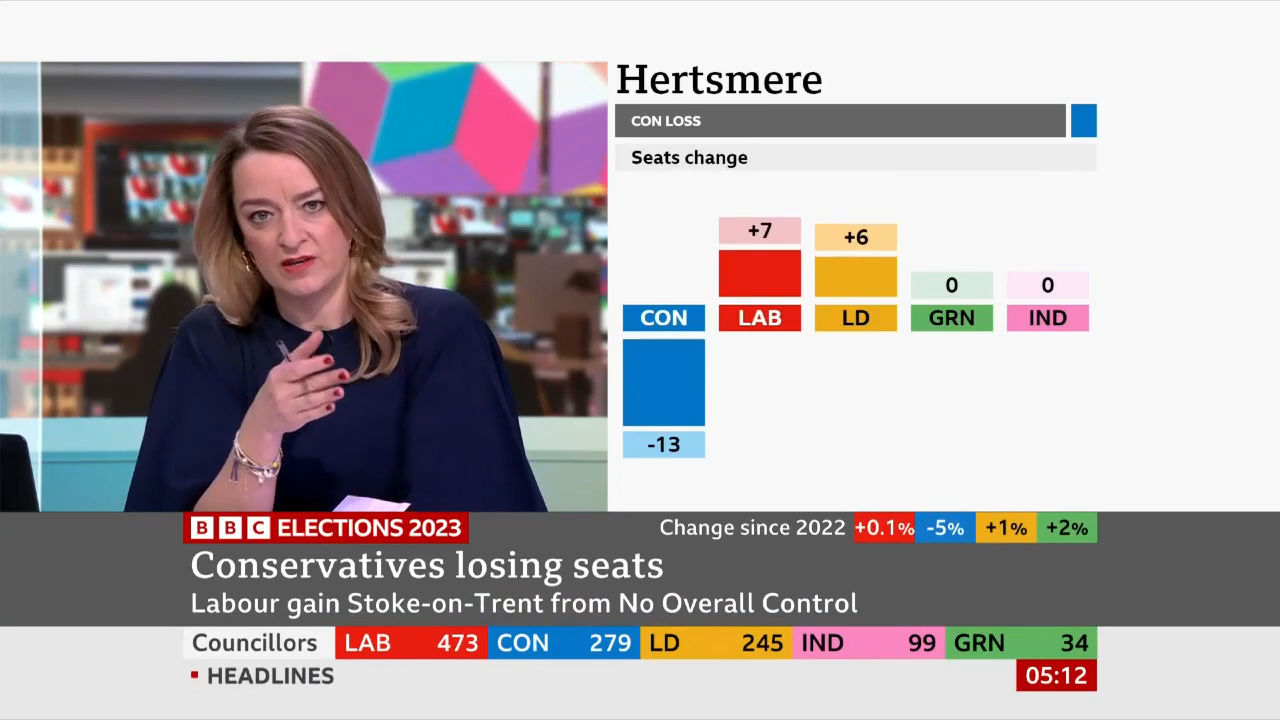 Hertsmere
CON LOSS
Seats change
+7
+6
0
0
CON
LAB
LD
GRN
IND
-13
BBC ELECTIONS 2023
Change since 2022 +0.1% -5% +1% +2%
Conservatives losing seats
Labour gain Stoke-on-Trent from No Overall Control
Councillors LAB 473 CON 279 LD 245 IND 99 GRN 34
HEADLINES
05:12